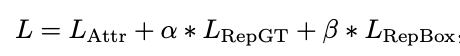 L = L_Attr + α ∗ L_RepGT + β ∗ L_RepBox,